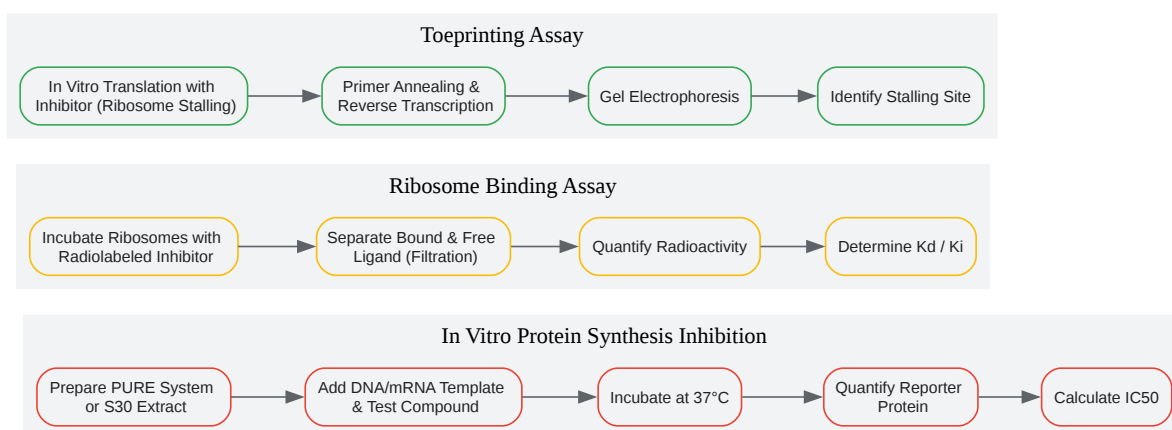 Toeprinting Assay
In Vitro Translation with
Inhibitor (Ribosome Stalling)
Primer Annealing &
Reverse Transcription
Gel Electrophoresis
Identify Stalling Site
Ribosome Binding Assay
Incubate Ribosomes with
Radiolabeled Inhibitor
Separate Bound & Free
Ligand (Filtration)
Quantify Radioactivity
Determine Kd / Ki
In Vitro Protein Synthesis Inhibition
Prepare PURE System
or S30 Extract
Add DNA/mRNA Template
& Test Compound
Incubate at 37°C
Quantify Reporter
Protein
Calculate IC50